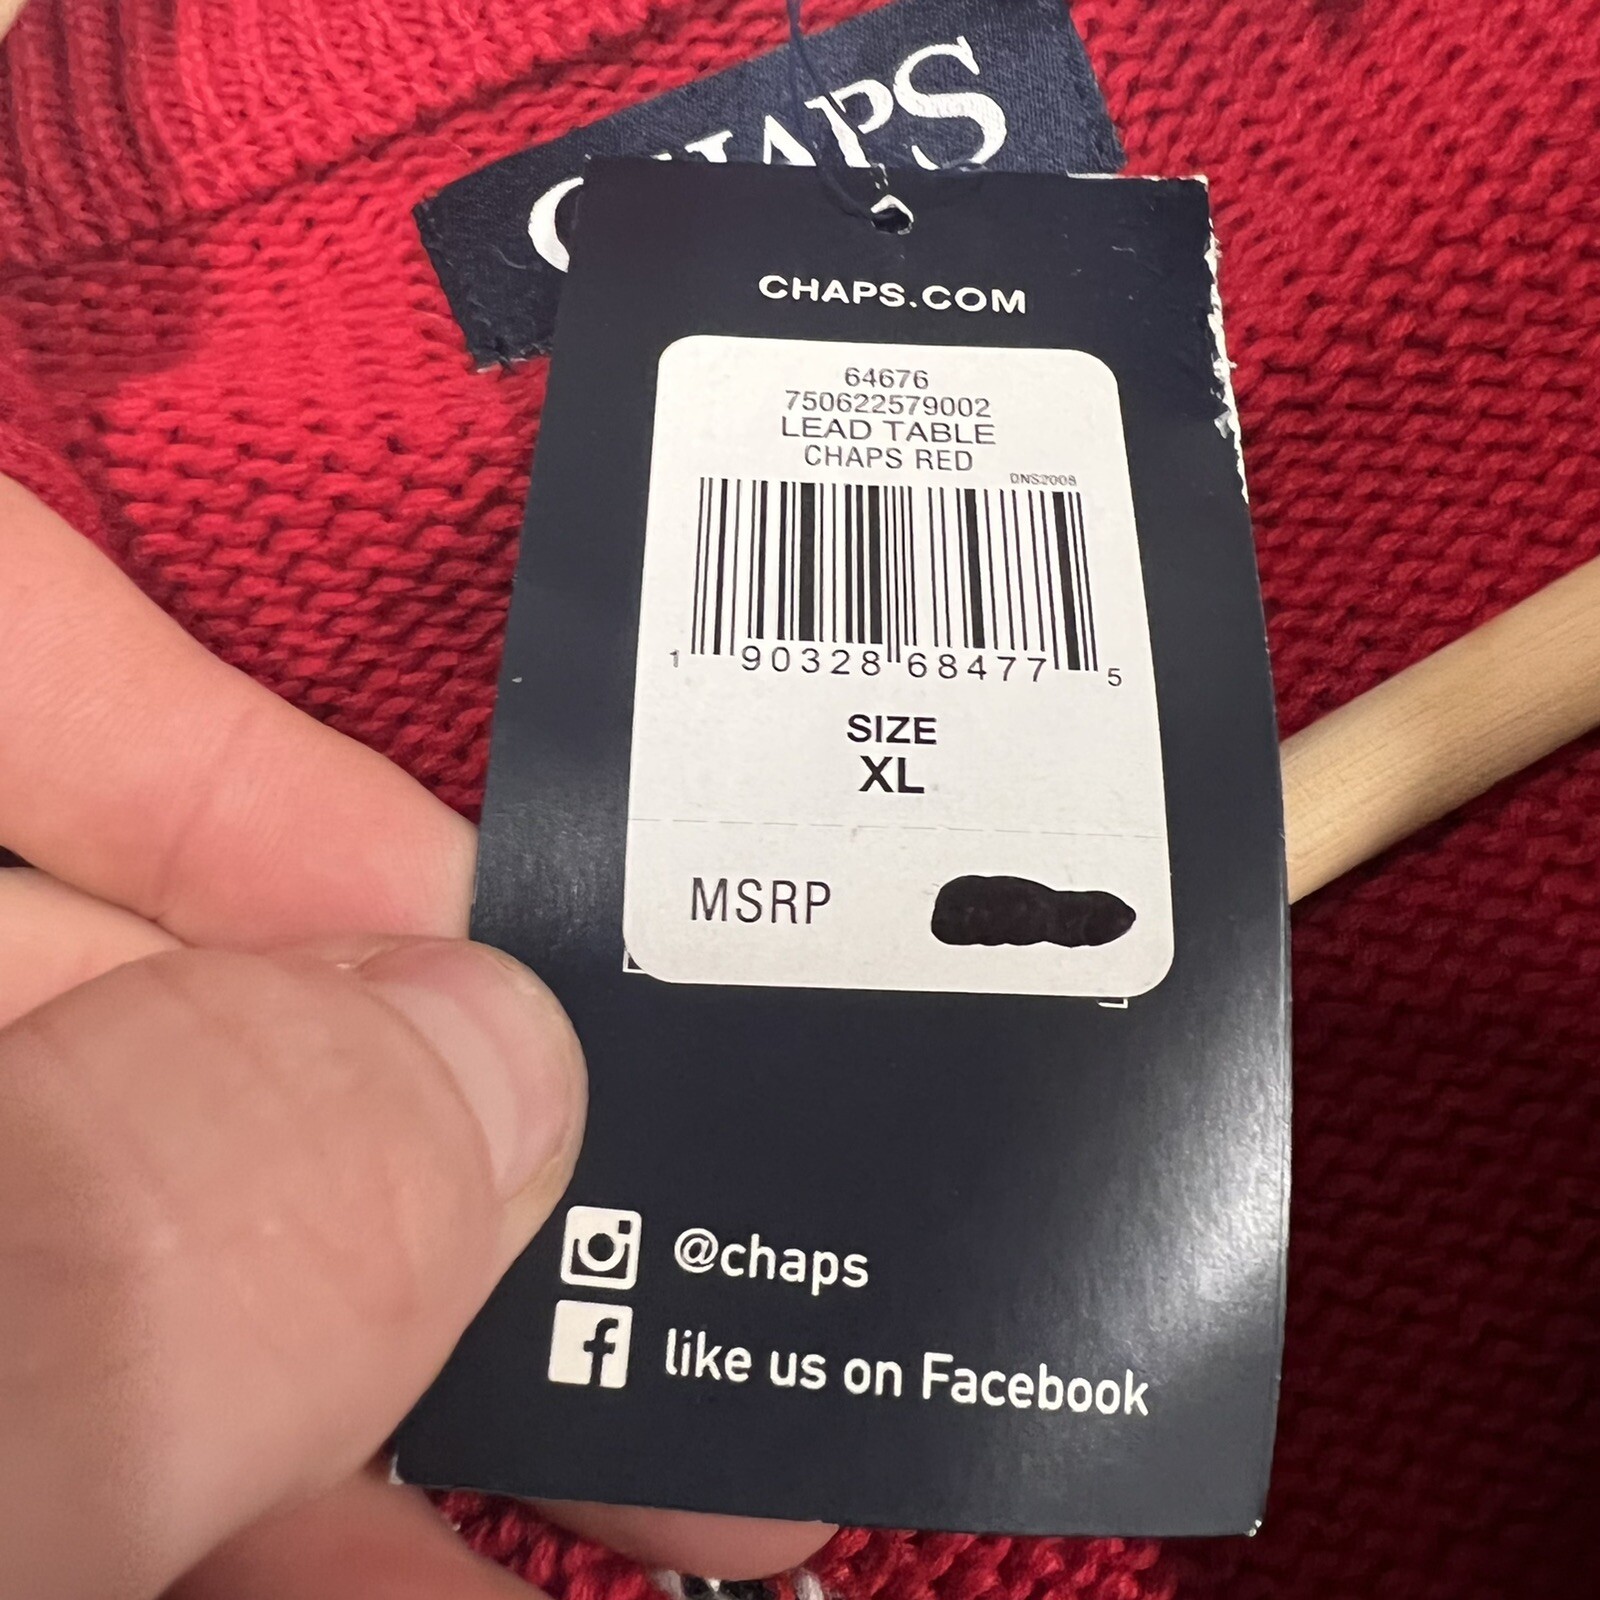 CHAPS
CHAPS.COM
64676
750622579002
LEAD TABLE
CHAPS RED
DNS2008
1 90328 68477 5
SIZE
XL
MSRP
@chaps
like us on Facebook